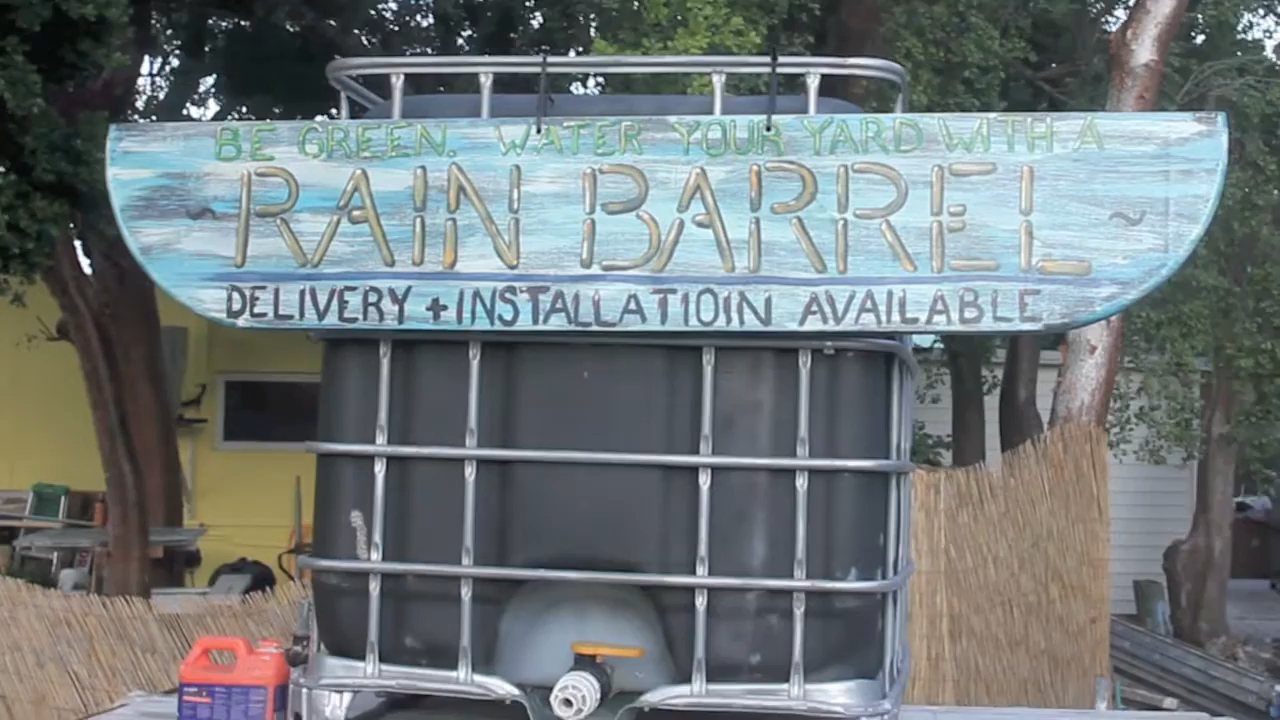 BE GREEN. WATER YOUR YARD WITH A
~ RAIN BARREL ~
DELIVERY + INSTALLATIOIN AVAILABLE